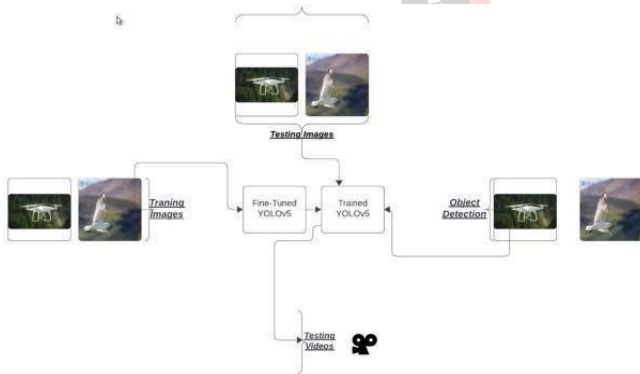 Testing Images
Traning
Images
Fine-Tuned
YOLOv5
Trained
YOLOv5
Object
Detection
Testing
Videos